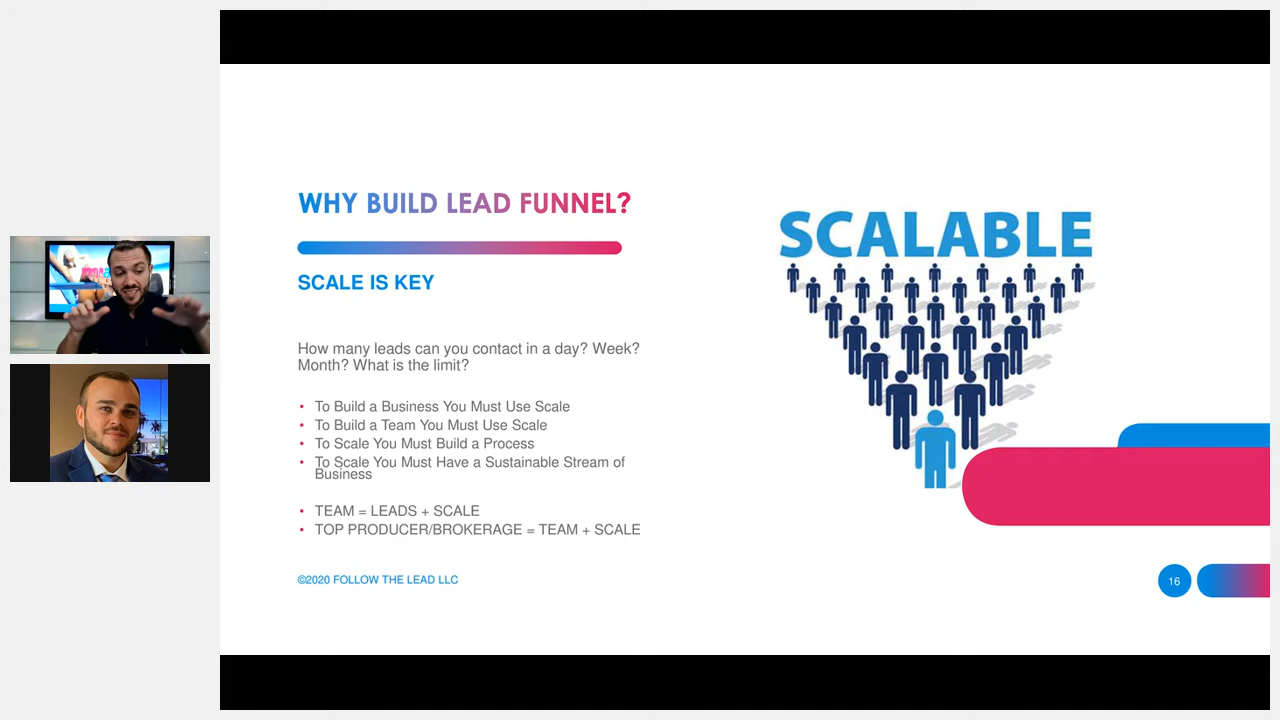 WHY BUILD LEAD FUNNEL?
SCALE IS KEY
How many leads can you contact in a day? Week?
Month? What is the limit?
• To Build a Business You Must Use Scale
• To Build a Team You Must Use Scale
• To Scale You Must Build a Process
• To Scale You Must Have a Sustainable Stream of
Business
• TEAM = LEADS + SCALE
• TOP PRODUCER/BROKERAGE = TEAM + SCALE
©2020 FOLLOW THE LEAD LLC
SCALABLE
16